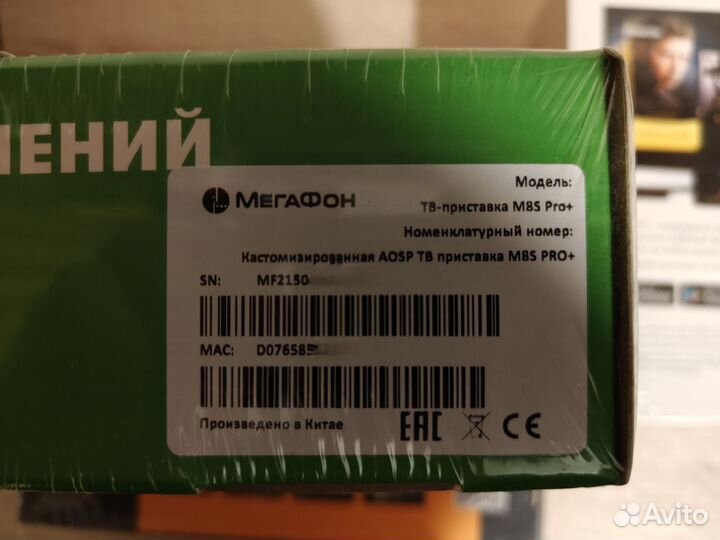 ЧЕНИЙ
МЕГАФОН
Модель:
ТВ-приставка M8S Pro+
Номенклатурный номер:
Кастомизированная AOSP ТВ приставка M8S PRO+
SN: MF2150
MAC: D07658
Произведено в Китае
EAC CE
Avito